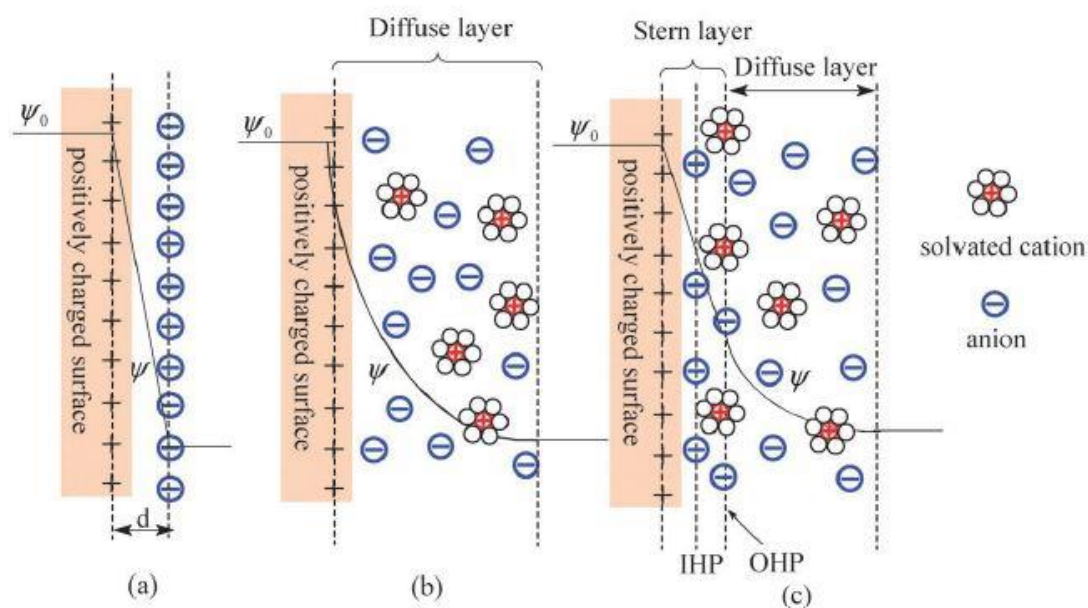 Diffuse layer
Stern layer
Diffuse layer
ψ₀
positively charged surface
ψ
d
(a)
ψ₀
positively charged surface
ψ
(b)
ψ₀
positively charged surface
ψ
IHP
OHP
(c)
solvated cation
anion